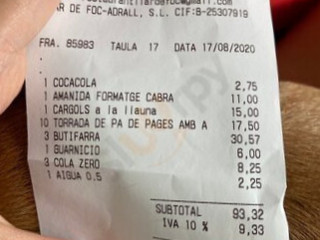 AR DE FOC-ADRALL, S.L. CIF:B-25307919
FRA. 85983 TAULA 17 DATA 17/08/2020
1 COCACOLA 2,75
1 AMANIDA FORMATGE CABRA 11,00
1 CARGOLS a la llauna 15,00
10 TORRADA DE PA DE PAGES AMB A 17,50
3 BUTIFARRA 30,57
1 GUARNICIO 6,00
3 COLA ZERO 8,25
1 AIGUA 0.5 2,25
SUBTOTAL 93,32
IVA 10 % 9,33